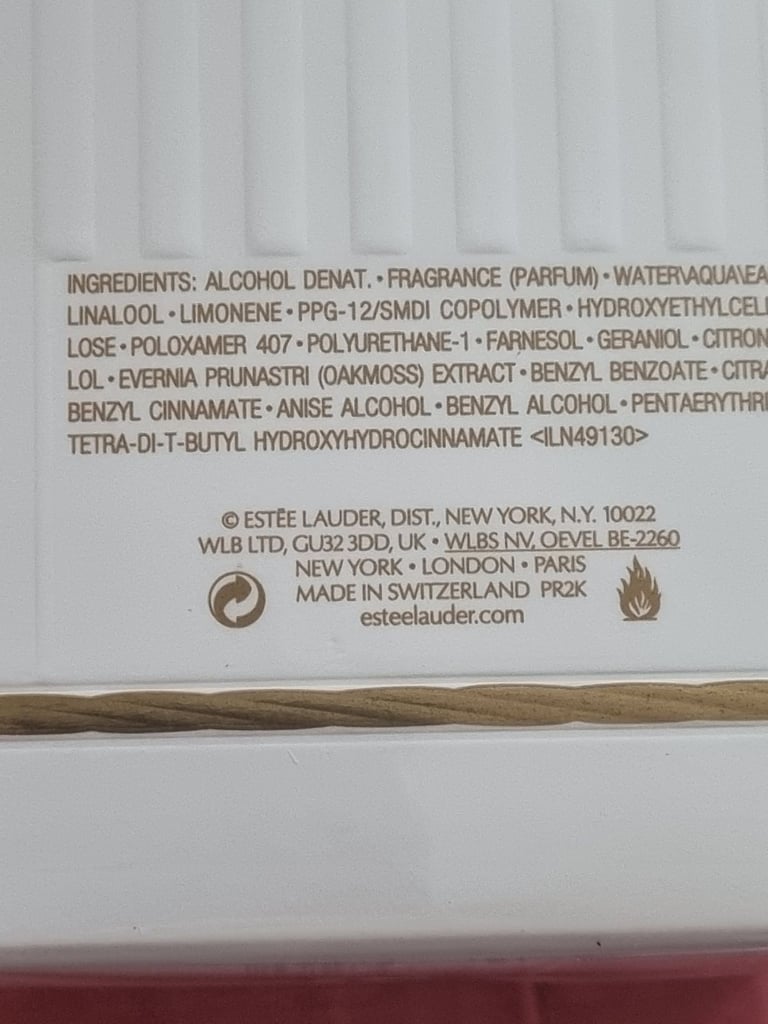 INGREDIENTS: ALCOHOL DENAT. • FRAGRANCE (PARFUM) • WATER\AQUA\EA
LINALOOL • LIMONENE • PPG-12/SMDI COPOLYMER • HYDROXYETHYLCELL
LOSE • POLOXAMER 407 • POLYURETHANE-1 • FARNESOL • GERANIOL • CITRON
LOL • EVERNIA PRUNASTRI (OAKMOSS) EXTRACT • BENZYL BENZOATE • CITRA
BENZYL CINNAMATE • ANISE ALCOHOL • BENZYL ALCOHOL • PENTAERYTHRI
TETRA-DI-T-BUTYL HYDROXYHYDROCINNAMATE <ILN49130>
© ESTĒE LAUDER, DIST., NEW YORK, N.Y. 10022
WLB LTD, GU32 3DD, UK • WLBS NV, OEVEL BE-2260
NEW YORK • LONDON • PARIS
MADE IN SWITZERLAND PR2K
esteelauder.com